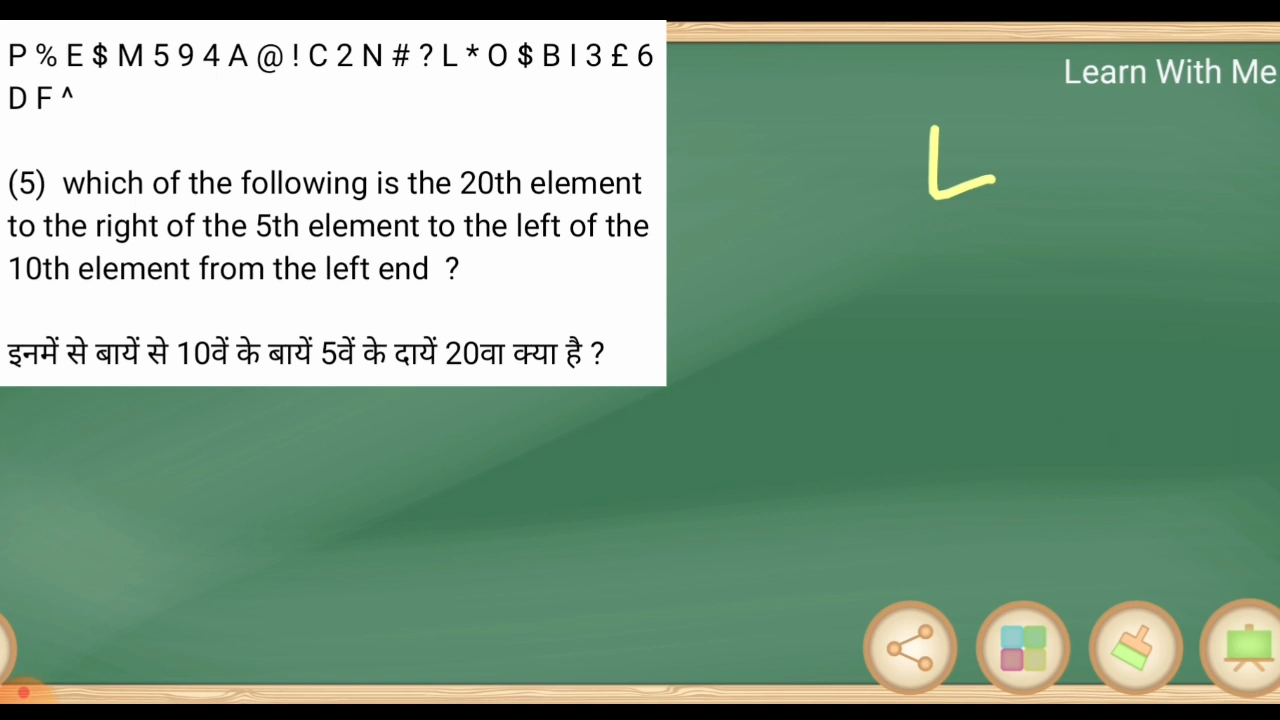 P % E $ M 5 9 4 A @ ! C 2 N # ? L * O $ B I 3 £ 6
D F ^
Learn With Me
L
(5) which of the following is the 20th element
to the right of the 5th element to the left of the
10th element from the left end ?
इनमें से बायें से 10वें के बायें 5वें के दायें 20वा क्या है ?